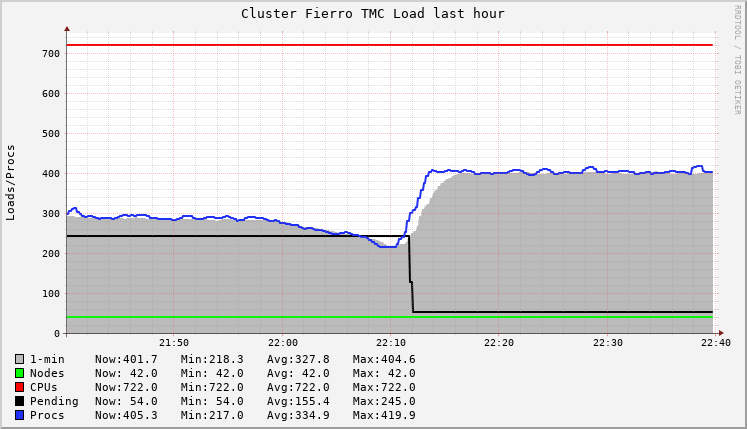 Cluster Fierro TMC Load last hour
RRDTOOL / TOBI OETIKER
Loads/Procs
700
600
500
400
300
200
100
0
21:50 22:00 22:10 22:20 22:30 22:40
1-min Now:401.7 Min:218.3 Avg:327.8 Max:404.6
Nodes Now: 42.0 Min: 42.0 Avg: 42.0 Max: 42.0
CPUs Now:722.0 Min:722.0 Avg:722.0 Max:722.0
Pending Now: 54.0 Min: 54.0 Avg:155.4 Max:245.0
Procs Now:405.3 Min:217.0 Avg:334.9 Max:419.9